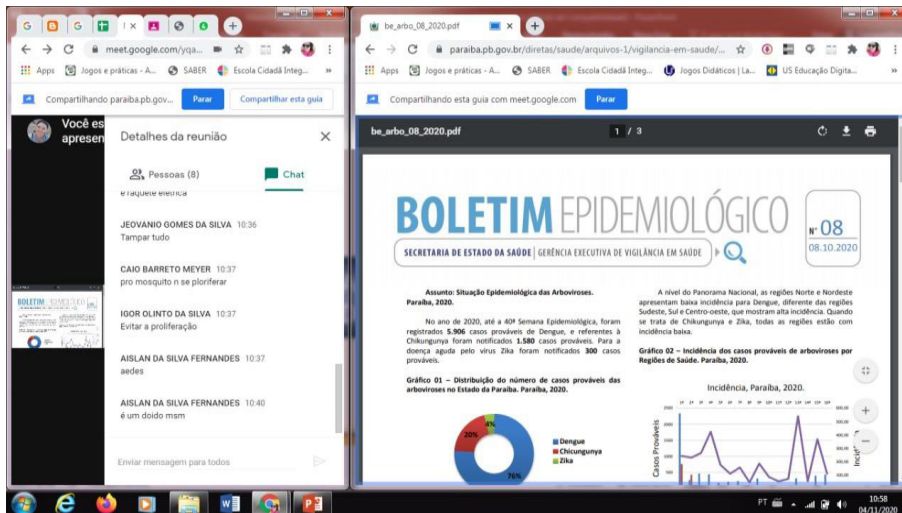 meet.google.com/yqa...
Apps Jogos e práticas - A... SABER Escola Cidadã Integ... »
Compartilhando paraiba.pb.gov... Parar Compartilhar esta guia
Você es
apresen
Detalhes da reunião
Pessoas (8) Chat
e raquete elétrica
JEOVANIO GOMES DA SILVA 10:36
Tampar tudo
CAIO BARRETO MEYER 10:37
pro mosquito n se ploriferar
IGOR OLINTO DA SILVA 10:37
Evitar a proliferação
AISLAN DA SILVA FERNANDES 10:37
aedes
AISLAN DA SILVA FERNANDES 10:40
é um doido msm
Enviar mensagem para todos
be_arbo_08_2020.pdf
paraiba.pb.gov.br/diretas/saude/arquivos-1/vigilancia-em-saude/...
Apps Jogos e práticas - A... SABER Escola Cidadã Integ... Jogos Didáticos | La... U5 Educação Digita... »
Compartilhando esta guia com meet.google.com Parar
be_arbo_08_2020.pdf 1 / 3
BOLETIM EPIDEMIOLÓGICO
N° 08
08.10.2020
SECRETARIA DE ESTADO DA SAÚDE | GERÊNCIA EXECUTIVA DE VIGILÂNCIA EM SAÚDE
Assunto: Situação Epidemiológica das Arboviroses.
Paraíba, 2020.
No ano de 2020, até a 40ª Semana Epidemiológica, foram
registrados 5.906 casos prováveis de Dengue, e referentes à
Chikungunya foram notificados 1.580 casos prováveis. Para a
doença aguda pelo vírus Zika foram notificados 300 casos
prováveis.
Gráfico 01 – Distribuição do número de casos prováveis das
arboviroses no Estado da Paraíba. Paraíba, 2020.
4%
20%
76%
Dengue
Chicungunya
Zika
A nível do Panorama Nacional, as regiões Norte e Nordeste
apresentam baixa incidência para Dengue, diferente das regiões
Sudeste, Sul e Centro-oeste, que mostram alta incidência. Quando
se trata de Chikungunya e Zika, todas as regiões estão com
incidência baixa.
Gráfico 02 – Incidência dos casos prováveis de arboviroses por
Regiões de Saúde. Paraíba, 2020.
Incidência, Paraíba, 2020.
Casos Prováveis
PT
10:58
04/11/2020